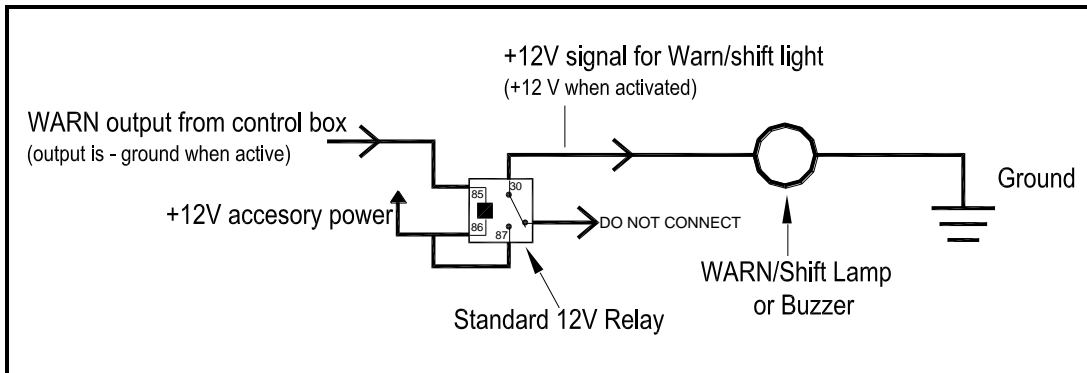 +12V signal for Warn/shift light
(+12 V when activated)
WARN output from control box
(output is - ground when active)
+12V accesory power
85
30
86
87
DO NOT CONNECT
Ground
WARN/Shift Lamp
or Buzzer
Standard 12V Relay